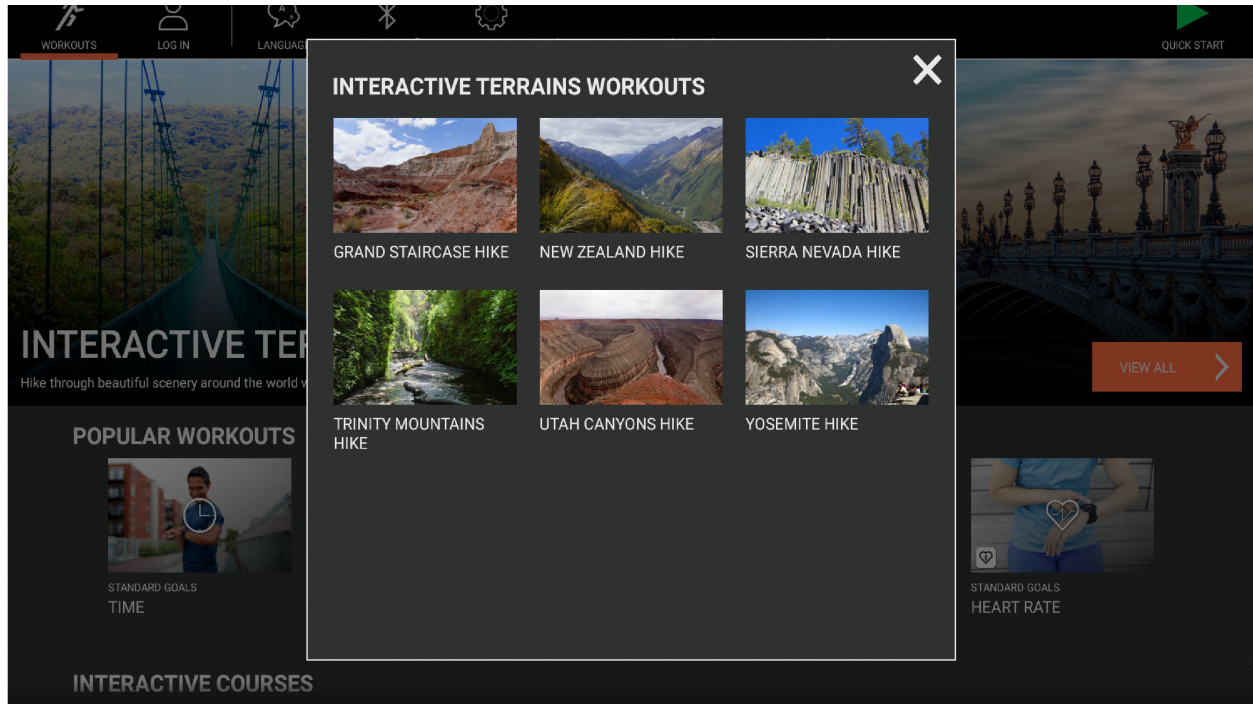 WORKOUTS
LOG IN
QUICK START
INTERACTIVE TERRAINS WORKOUTS
GRAND STAIRCASE HIKE
NEW ZEALAND HIKE
SIERRA NEVADA HIKE
TRINITY MOUNTAINS
HIKE
UTAH CANYONS HIKE
YOSEMITE HIKE
INTERACTIVE
Hike through beautiful scenery around the world
VIEW ALL
POPULAR WORKOUTS
STANDARD GOALS
TIME
STANDARD GOALS
HEART RATE
INTERACTIVE COURSES